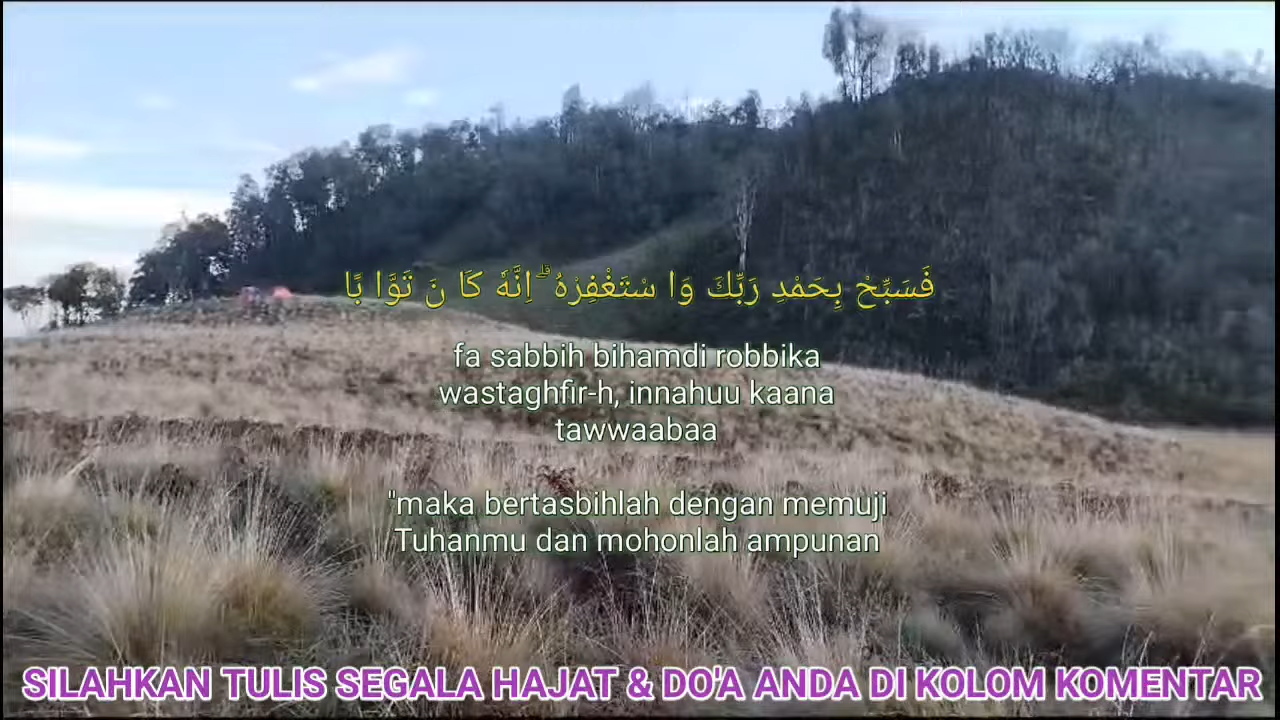 فَسَبِّحْ بِحَمْدِ رَبِّكَ وَا سْتَغْفِرْهُ ۗ اِنَّهٗ كَا نَ تَوَّا بًا
fa sabbih bihamdi robbika
wastaghfir-h, innahuu kaana
tawwaabaa
"maka bertasbihlah dengan memuji
Tuhanmu dan mohonlah ampunan
SILAHKAN TULIS SEGALA HAJAT & DO'A ANDA DI KOLOM KOMENTAR